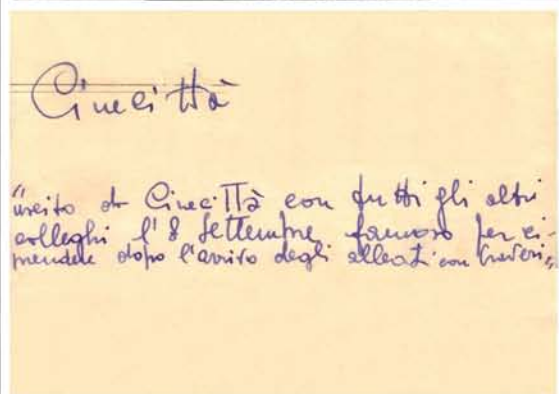 Cinecittà
"uscito da CineciTTà con tutti gli altri
colleghi l'8 settembre famoso per ri-
prendere dopo l'arrivo degli alleati con